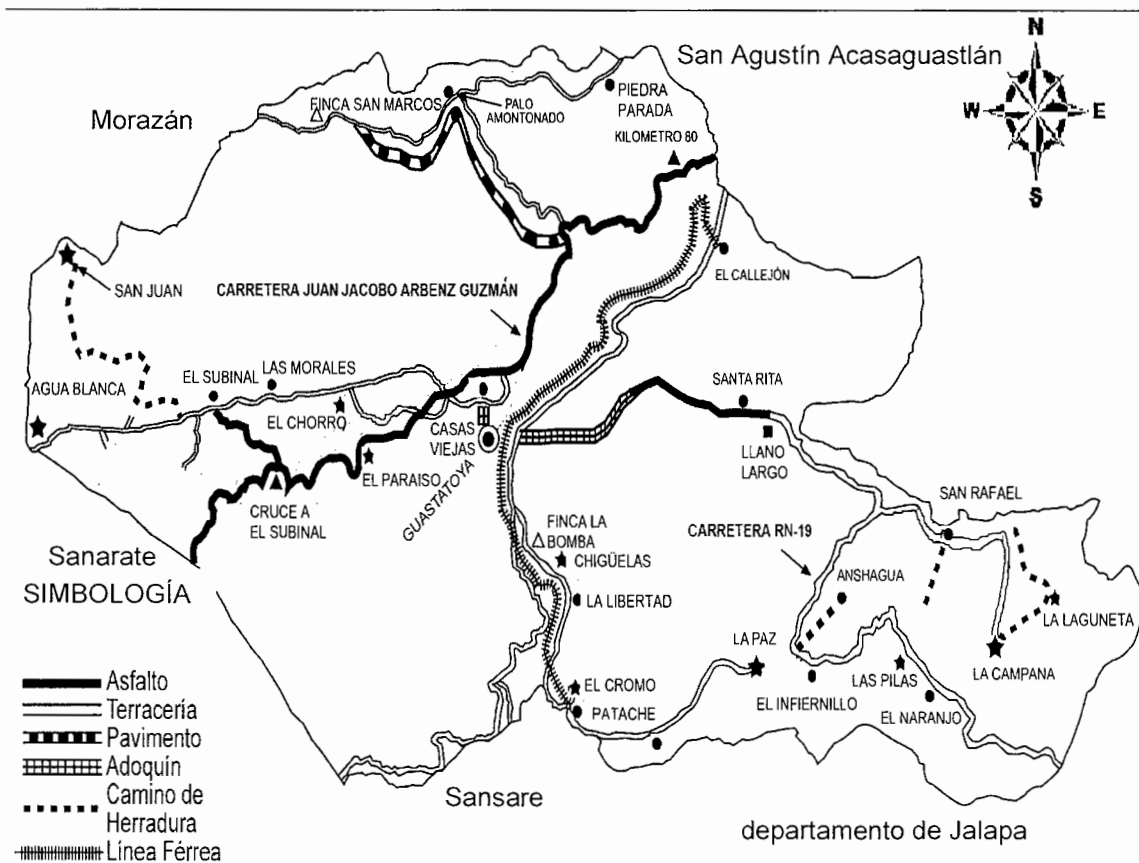 San Agustín Acasaguastlán
N
W
E
S
Morazán
FINCA SAN MARCOS
PALO
AMONTONADO
PIEDRA
PARADA
KILOMETRO 80
EL CALLEJÓN
SAN JUAN
CARRETERA JUAN JACOBO ARBENZ GUZMÁN
AGUA BLANCA
EL SUBINAL
LAS MORALES
EL CHORRO
CASAS
VIEJAS
SANTA RITA
LLANO
LARGO
EL PARAISO
GUASTATOYA
CRUCE A
EL SUBINAL
FINCA LA
BOMBA
CHIGÜELAS
LA LIBERTAD
SAN RAFAEL
CARRETERA RN-19
ANSHAGUA
LA LAGUNETA
LA PAZ
LA CAMPANA
LAS PILAS
EL INFIERNILLO
EL NARANJO
EL CROMO
PATACHE
Sanarate
Sansare
departamento de Jalapa
SIMBOLOGÍA
Asfalto
Terracería
Pavimento
Adoquín
Camino de
Herradura
Línea Férrea